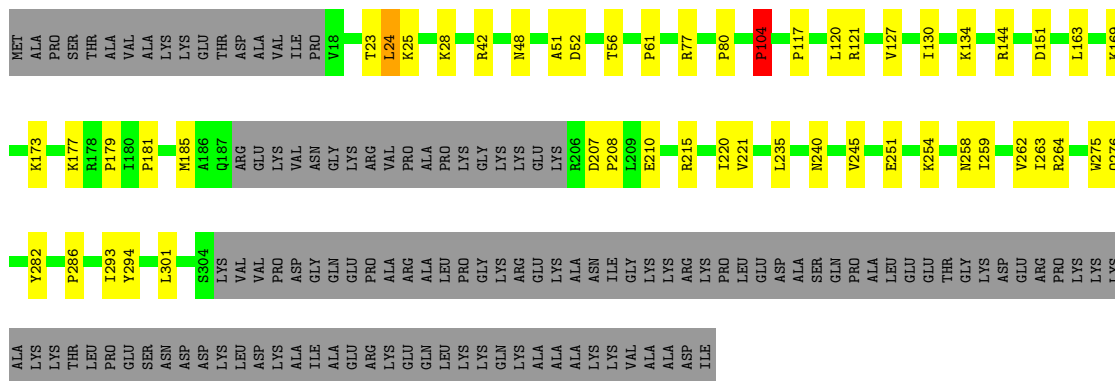 MET ALA PRO SER THR ALA VAL ALA LYS LYS GLU THR ASP ALA VAL ILE PRO V18 T23 L24 K25 K28 R42 N48 A51 D52 T56 P61 R77 P80 P104 P117 L120 R121 V127 I130 K134 R144 D151 L163 K169
K173 K177 R178 P179 I180 P181 M185 A186 Q187 ARG GLU LYS VAL ASN GLY LYS ARG VAL PRO ALA PRO LYS GLY LYS LYS GLU LYS R206 D207 P208 L209 E210 R215 I220 V221 L235 N240 V245 E251 K254 N258 I259 V262 I263 R264 W275
Y282 P286 I293 Y294 L301 S304 LYS VAL VAL PRO ASP GLY GLN GLU PRO ALA ARG ALA LEU PRO GLY LYS ARG GLU LYS ALA ASN ILE GLY LYS LYS ARG LYS PRO LEU GLU ASP ALA SER GLN PRO ALA LEU GLU GLU THR GLY LYS ASP GLU ARG PRO LYS LYS LYS
ALA LYS LYS THR LEU PRO GLU SER ASN ASP ASP LYS LEU ASP LYS ALA ILE ALA GLU ARG LYS GLU GLN LEU LYS LYS GLN LYS ALA ALA ALA LYS LYS VAL ALA ALA ASP ILE